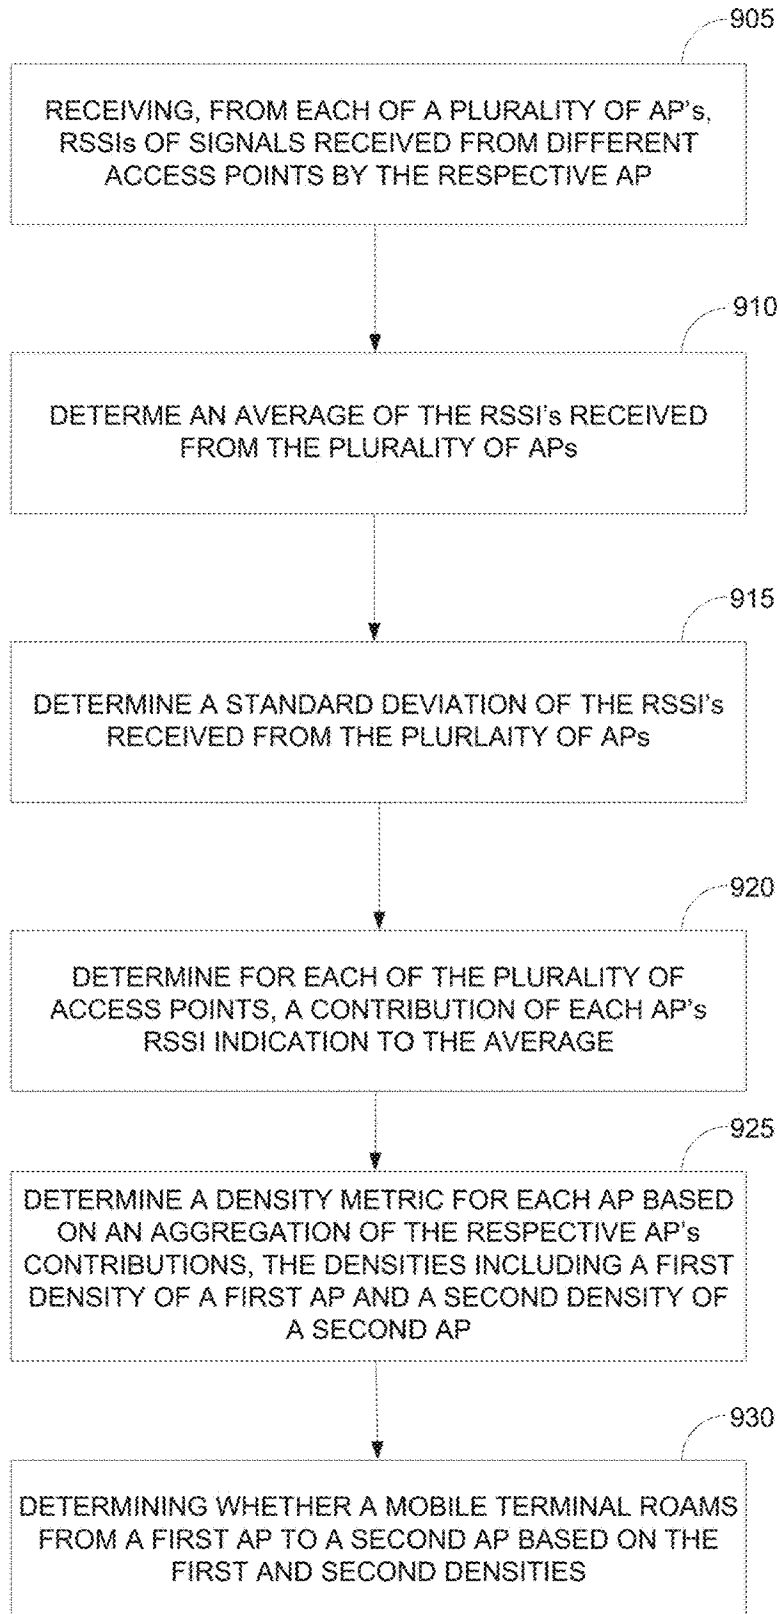 905
RECEIVING, FROM EACH OF A PLURALITY OF AP's,
RSSIs OF SIGNALS RECEIVED FROM DIFFERENT
ACCESS POINTS BY THE RESPECTIVE AP
910
DETERME AN AVERAGE OF THE RSSI's RECEIVED
FROM THE PLURALITY OF APs
915
DETERMINE A STANDARD DEVIATION OF THE RSSI's
RECEIVED FROM THE PLURLAITY OF APs
920
DETERMINE FOR EACH OF THE PLURALITY OF
ACCESS POINTS, A CONTRIBUTION OF EACH AP's
RSSI INDICATION TO THE AVERAGE
925
DETERMINE A DENSITY METRIC FOR EACH AP BASED
ON AN AGGREGATION OF THE RESPECTIVE AP's
CONTRIBUTIONS, THE DENSITIES INCLUDING A FIRST
DENSITY OF A FIRST AP AND A SECOND DENSITY OF
A SECOND AP
930
DETERMINING WHETHER A MOBILE TERMINAL ROAMS
FROM A FIRST AP TO A SECOND AP BASED ON THE
FIRST AND SECOND DENSITIES